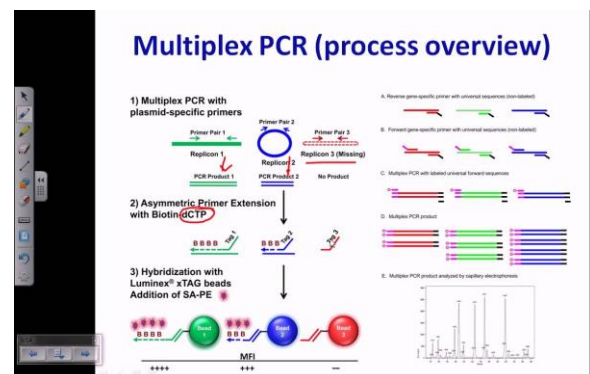 Multiplex PCR (process overview)
1) Multiplex PCR with
plasmid-specific primers
Primer Pair 1
Primer Pair 2
Primer Pair 3
Replicon 1
Replicon 2
Replicon 3 (Missing)
PCR Product 1
PCR Product 2
No Product
2) Asymmetric Primer Extension
with Biotin-dCTP
B B B B
Tag 1
B B B
Tag 2
Tag 3
3) Hybridization with
Luminex® xTAG beads
Addition of SA-PE
B B B B
Bead 1
B B B
Bead 2
Bead 3
MFI
++++
+++
—
A. Reverse gene-specific primer with universal sequences (non-labeled)
B. Forward gene-specific primer with universal sequences (non-labeled)
C. Multiplex PCR with labeled universal forward sequences
D. Multiplex PCR product
E. Multiplex PCR product analyzed by capillary electrophoresis